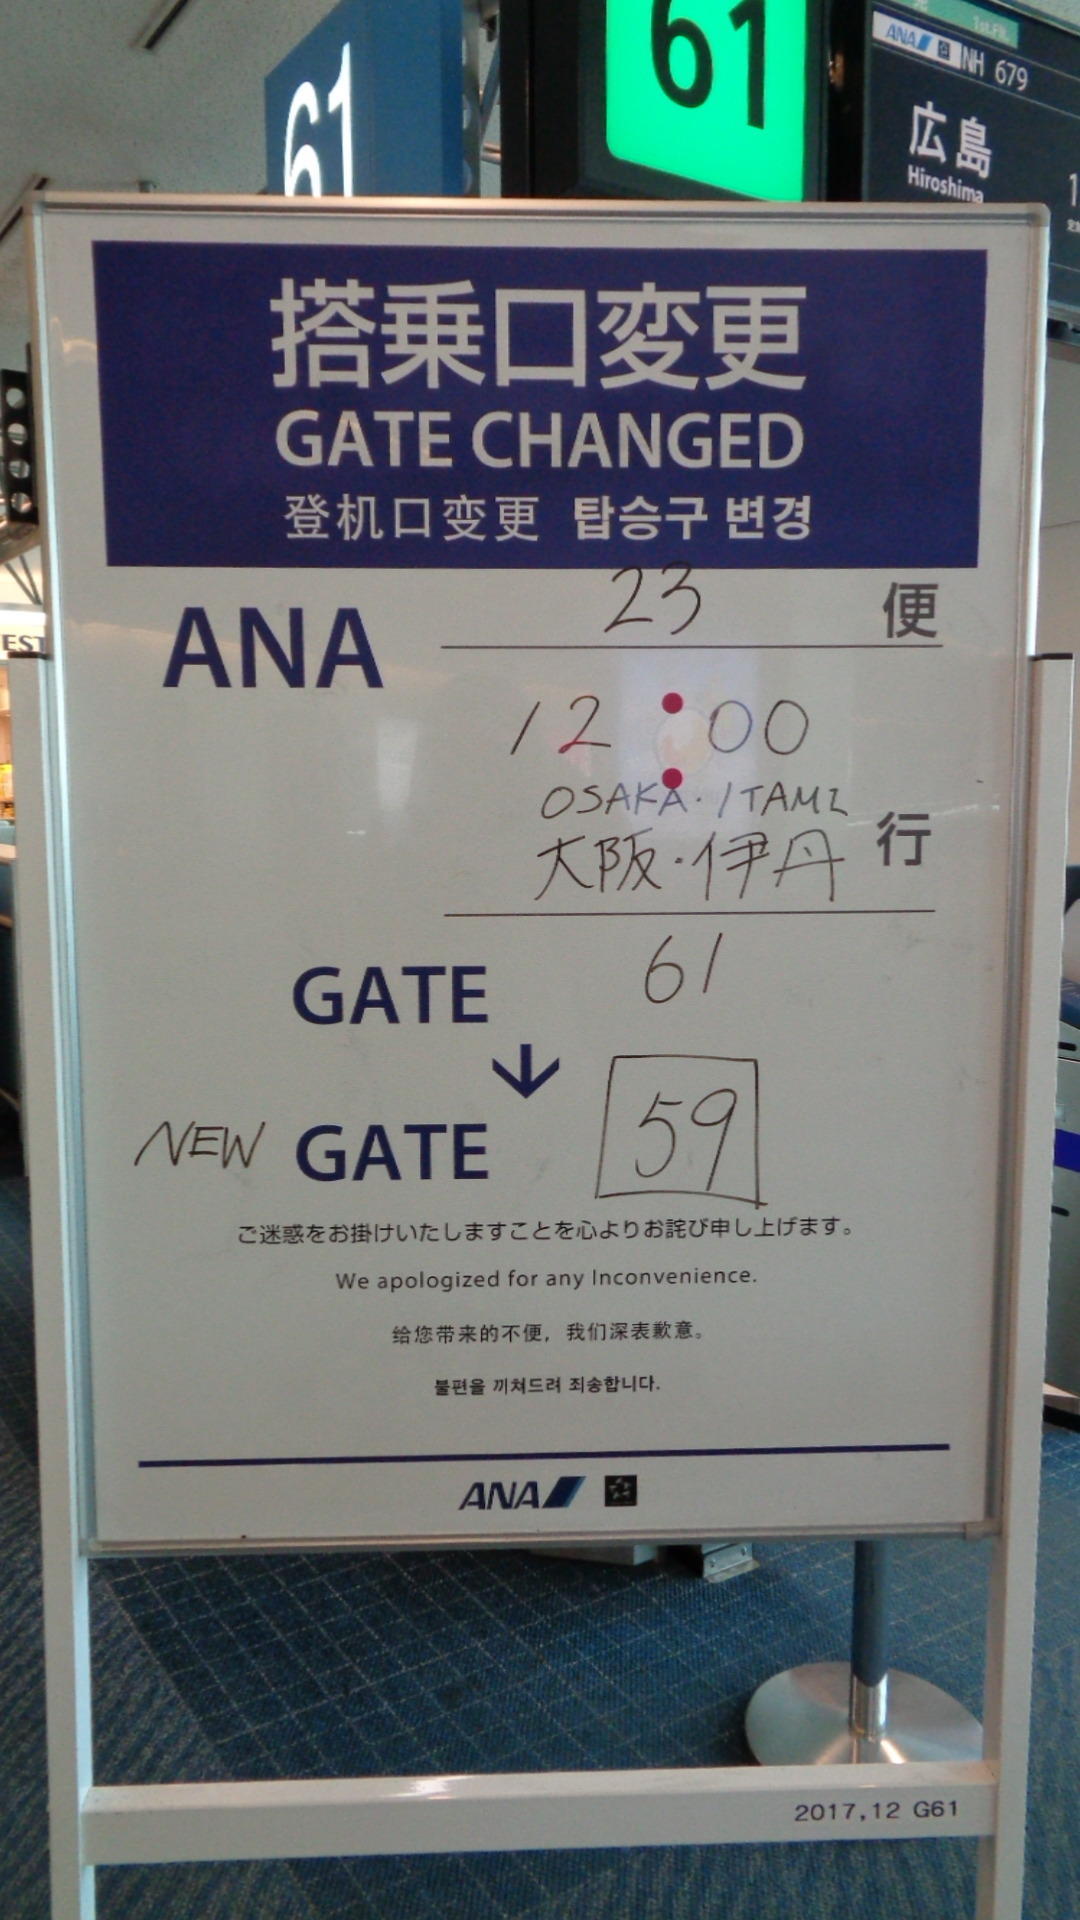 61
61
1st.Flt.
ANA NH 679
広島
Hiroshima
搭乗口変更
GATE CHANGED
登机口变更 탑승구 변경
EST
ANA 23 便
12:00
OSAKA・ITAMI
大阪・伊丹 行
GATE 61
↓
NEW GATE 59
ご迷惑をお掛けいたしますことを心よりお詫び申し上げます。
We apologized for any Inconvenience.
给您带来的不便，我们深表歉意。
불편을 끼쳐드려 죄송합니다.
ANA
2017,12 G61